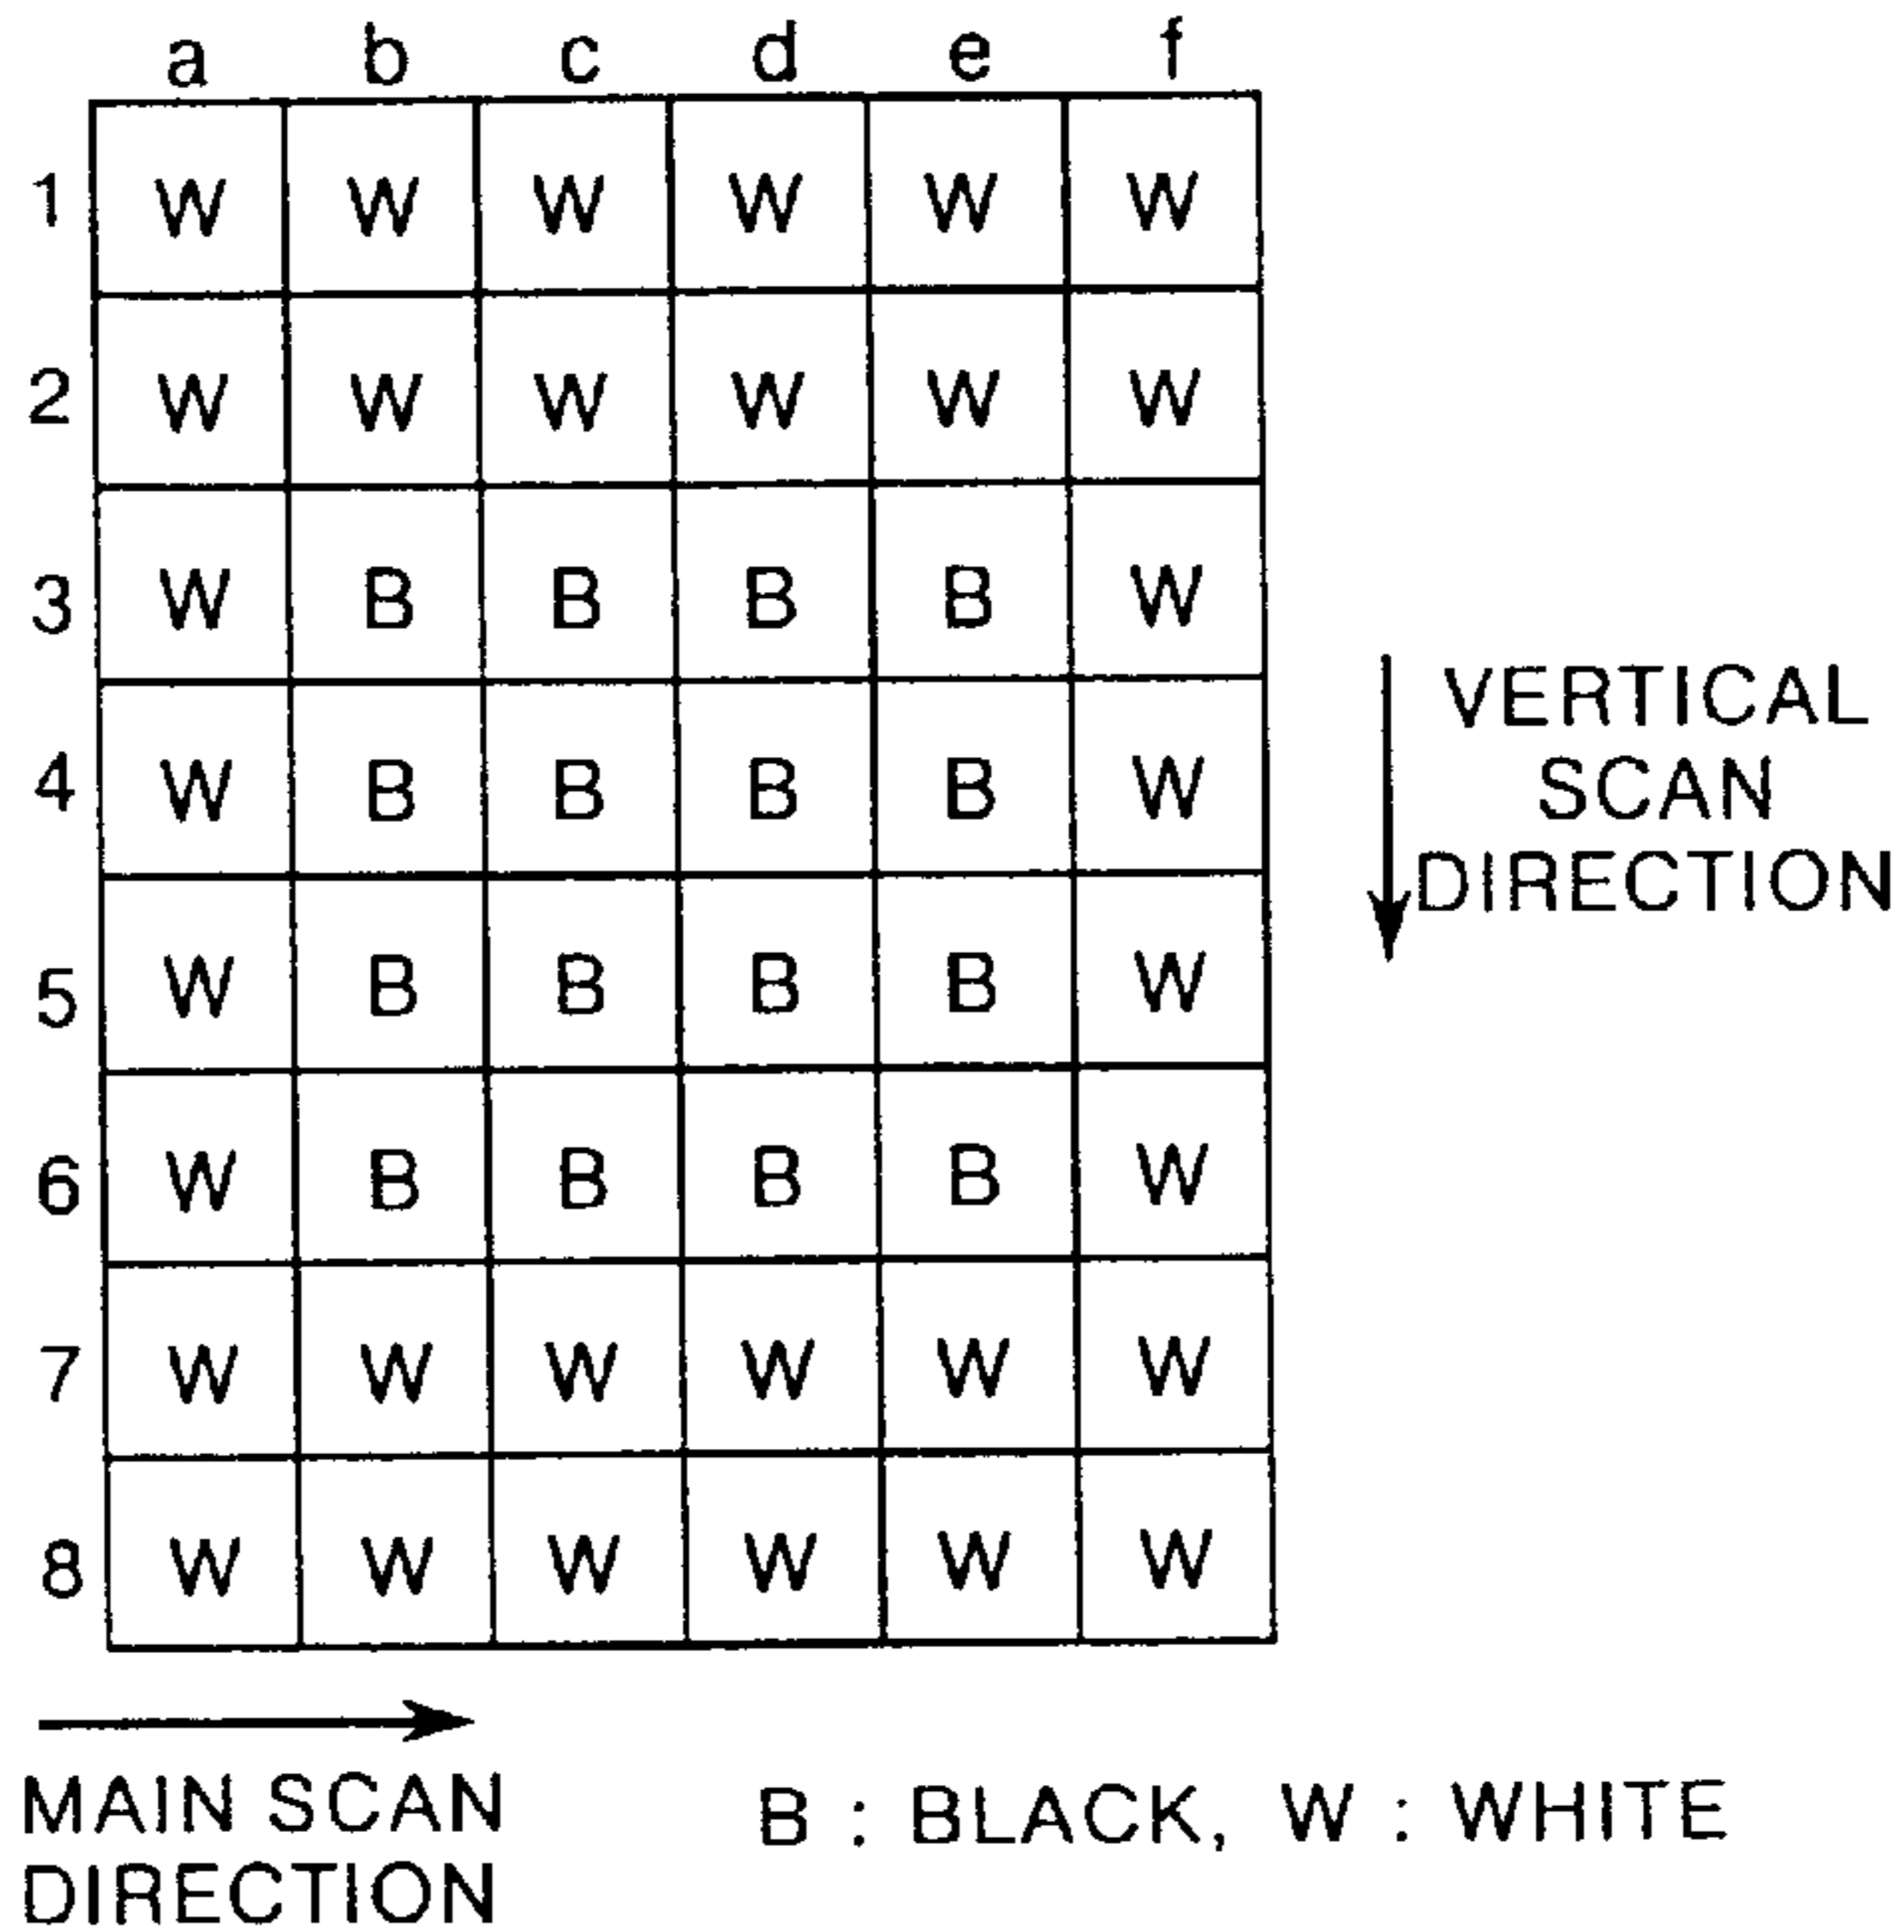 a b c d e f
1 W W W W W W
2 W W W W W W
3 W B B B B W
4 W B B B B W
5 W B B B B W
6 W B B B B W
7 W W W W W W
8 W W W W W W
VERTICAL
SCAN
DIRECTION
MAIN SCAN
DIRECTION
B : BLACK, W : WHITE